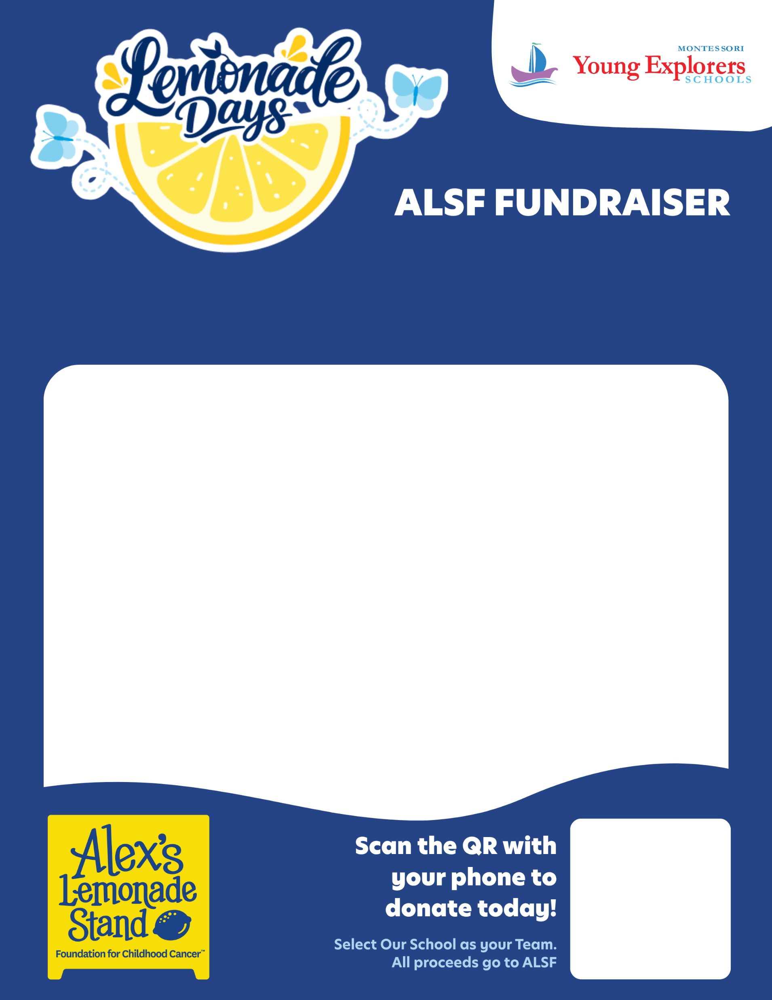 Lemonade
Days
MONTESSORI
Young Explorers
SCHOOLS
ALSF FUNDRAISER
Alex's
Lemonade
Stand
Foundation for Childhood Cancer™
Scan the QR with
your phone to
donate today!
Select Our School as your Team.
All proceeds go to ALSF